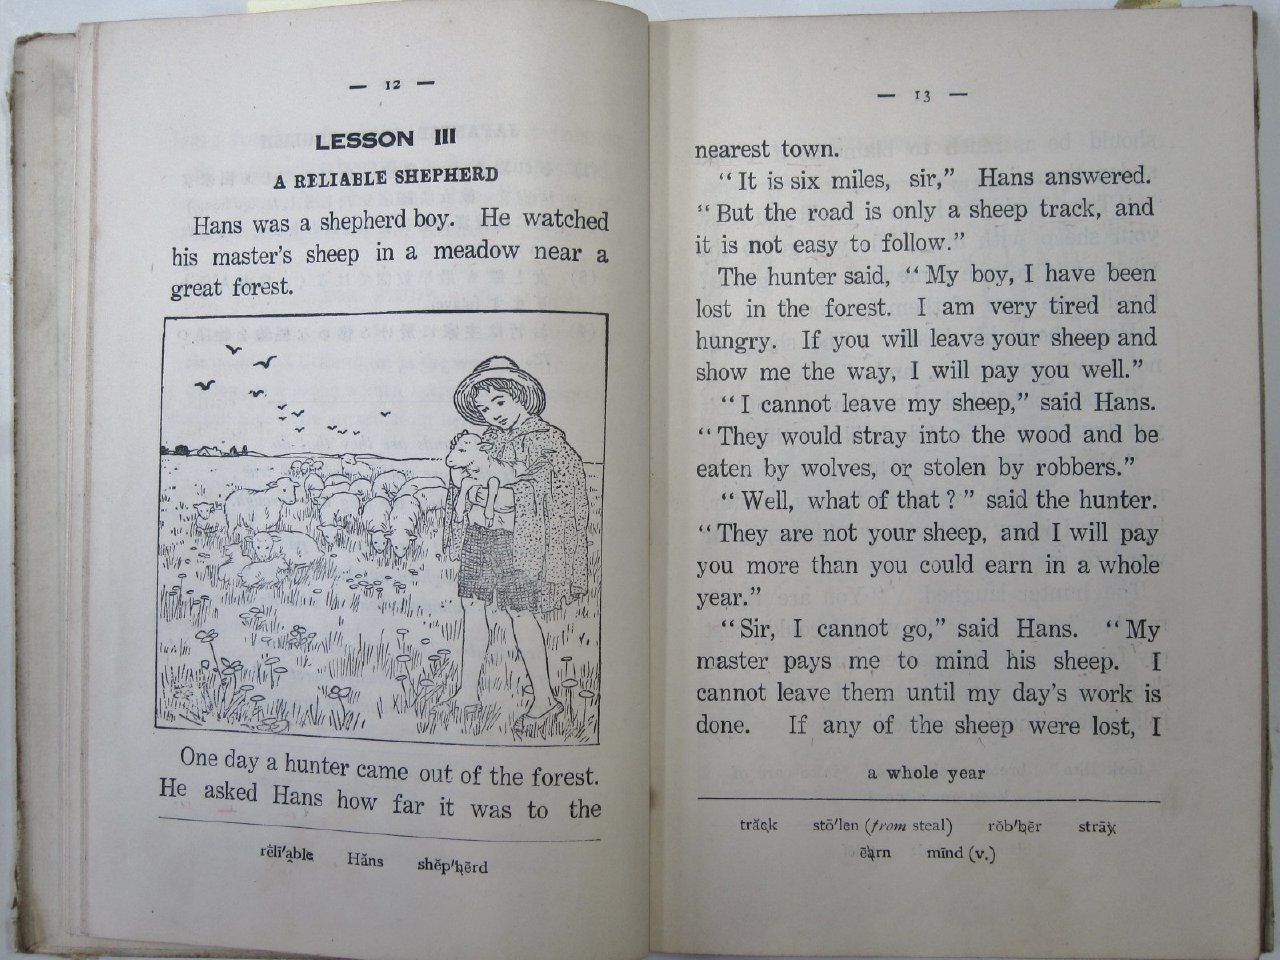 — 12 —
LESSON III
A RELIABLE SHEPHERD
Hans was a shepherd boy. He watched
his master's sheep in a meadow near a
great forest.
One day a hunter came out of the forest.
He asked Hans how far it was to the
rĕlī′ablе Hăns shĕp′hērd
— 13 —
nearest town.
“It is six miles, sir,” Hans answered.
“But the road is only a sheep track, and
it is not easy to follow.”
The hunter said, “My boy, I have been
lost in the forest. I am very tired and
hungry. If you will leave your sheep and
show me the way, I will pay you well.”
“I cannot leave my sheep,” said Hans.
“They would stray into the wood and be
eaten by wolves, or stolen by robbers.”
“Well, what of that?” said the hunter.
“They are not your sheep, and I will pay
you more than you could earn in a whole
year.”
“Sir, I cannot go,” said Hans. “My
master pays me to mind his sheep. I
cannot leave them until my day's work is
done. If any of the sheep were lost, I
a whole year
trăck stō′len (from steal) rŏb′bēr strāy
ēarn mīnd (v.)